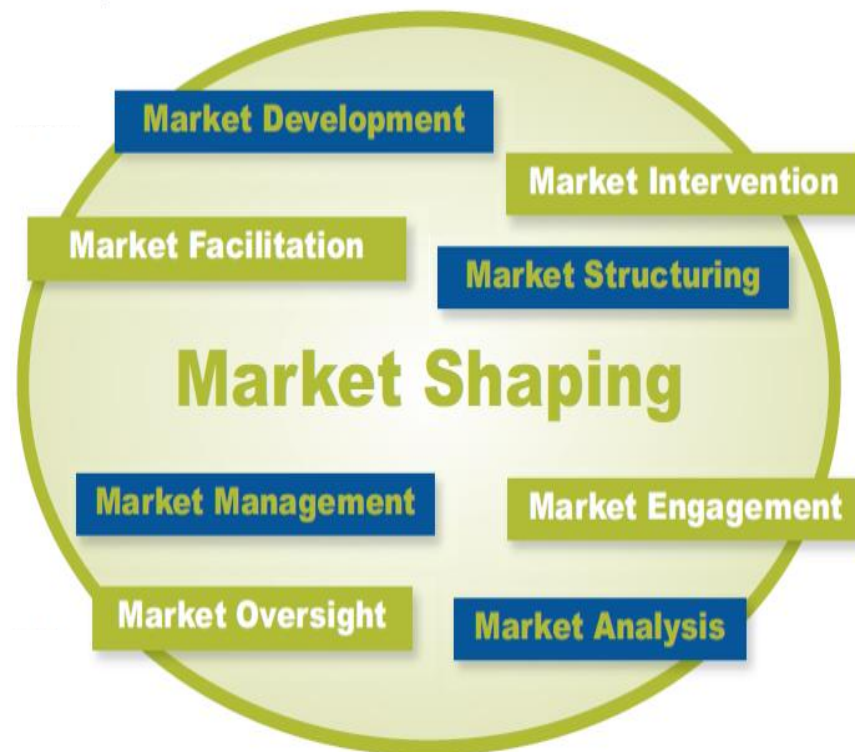 Market Development
Market Intervention
Market Facilitation
Market Structuring
Market Shaping
Market Management
Market Engagement
Market Oversight
Market Analysis